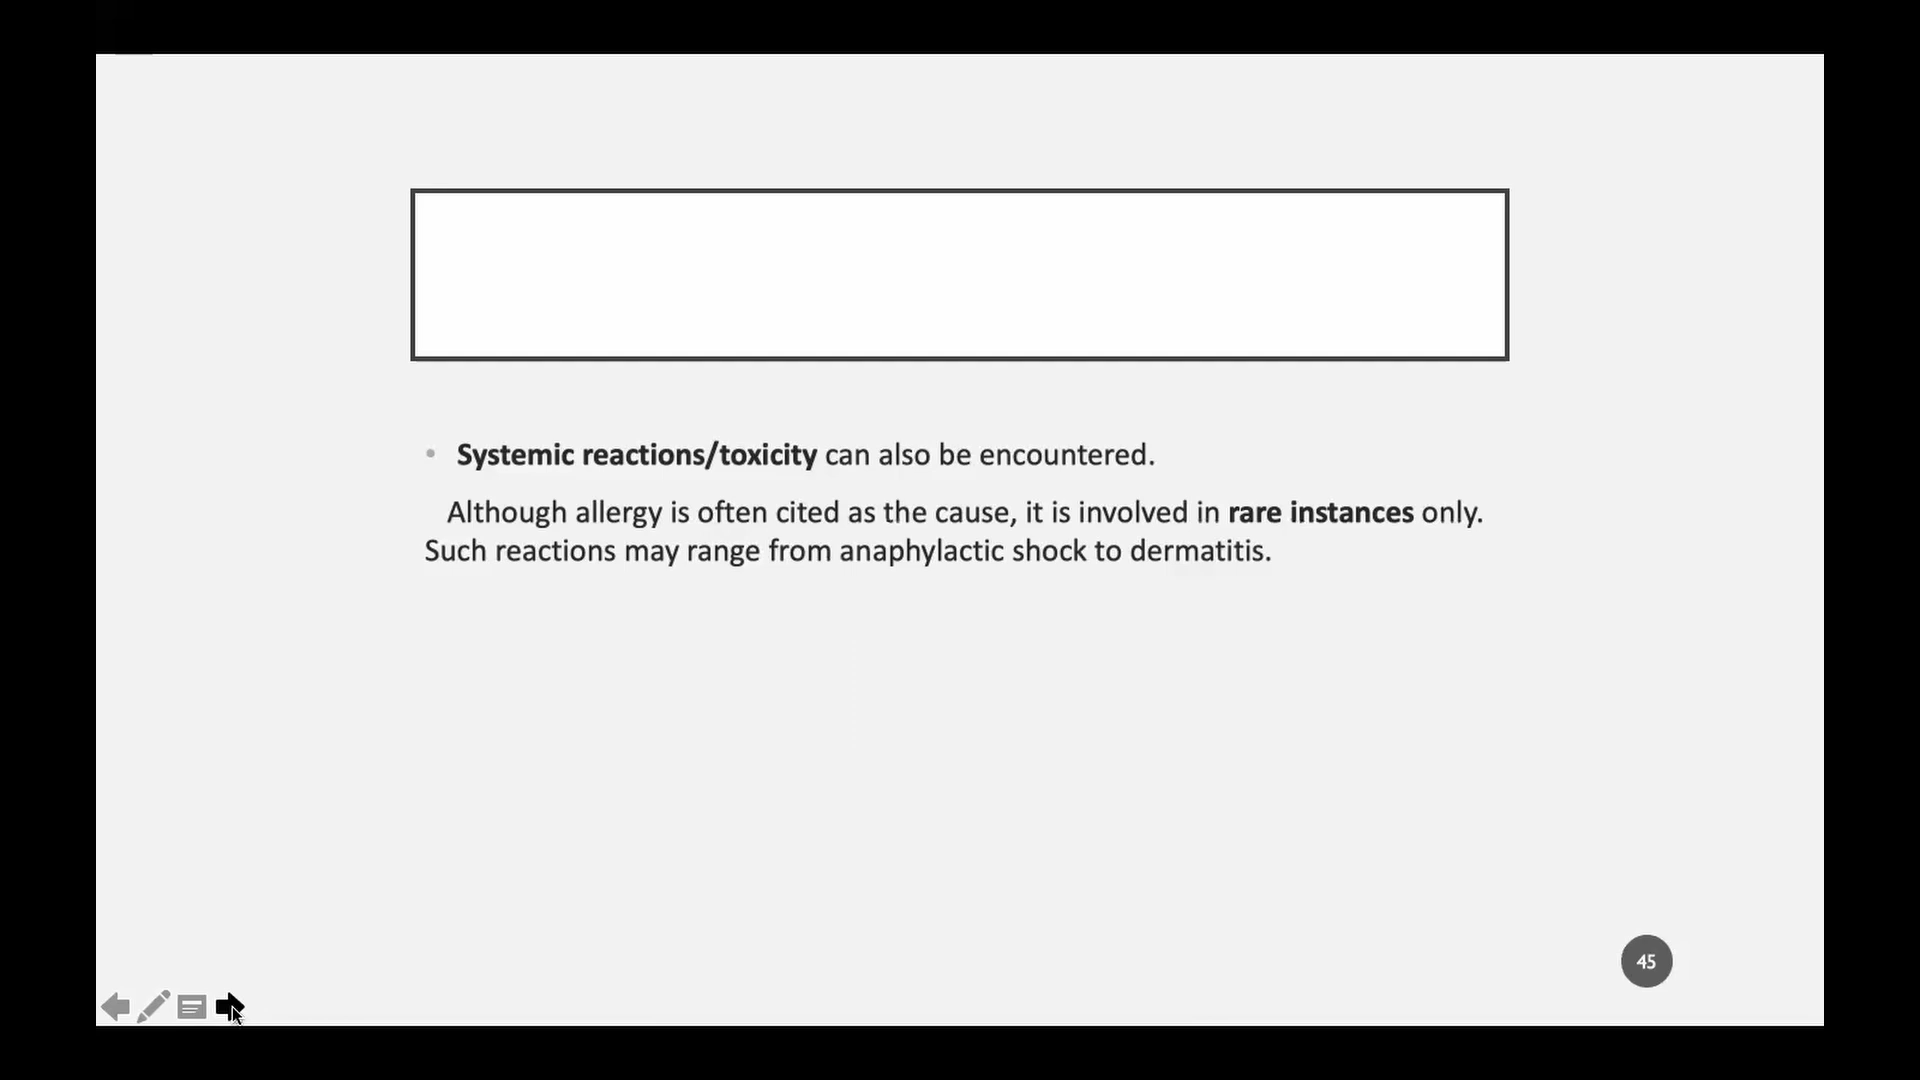 • Systemic reactions/toxicity can also be encountered.
Although allergy is often cited as the cause, it is involved in rare instances only.
Such reactions may range from anaphylactic shock to dermatitis.
45